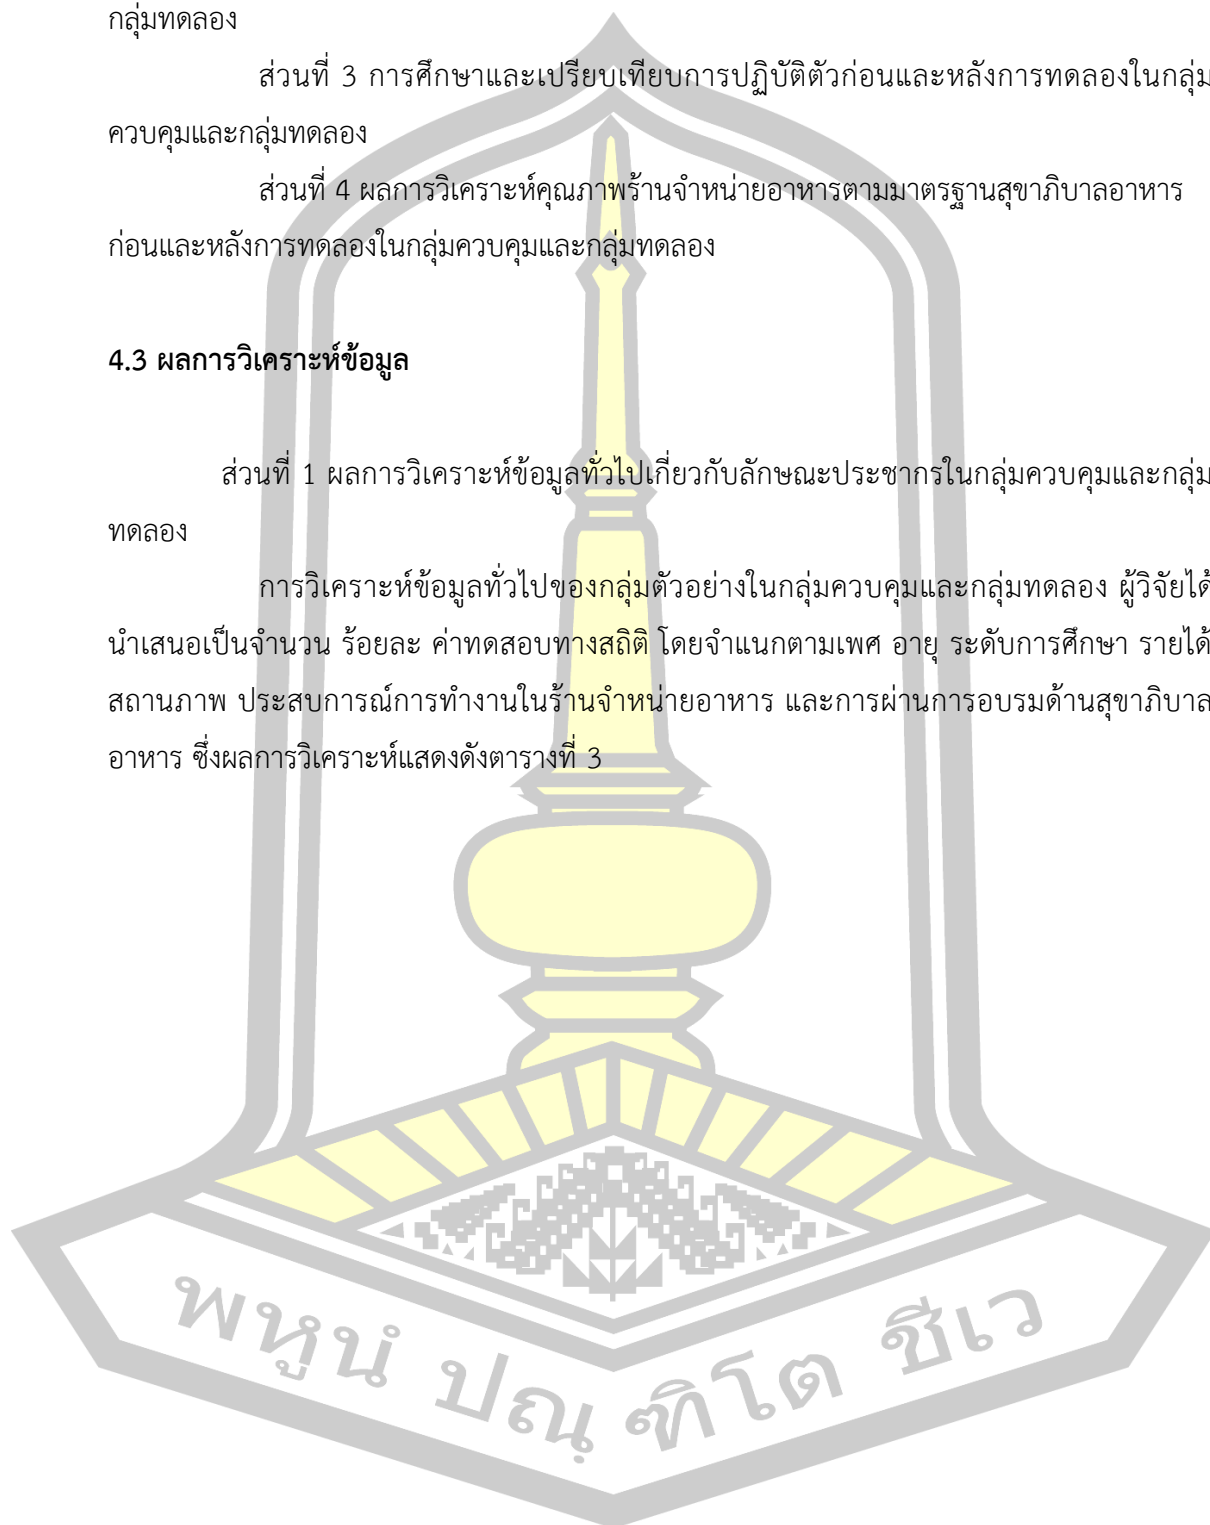 กลุ่มทดลอง
ส่วนที่ 3 การศึกษาและเปรียบเทียบการปฏิบัติตัวก่อนและหลังการทดลองในกลุ่ม
ควบคุมและกลุ่มทดลอง
ส่วนที่ 4 ผลการวิเคราะห์คุณภาพร้านจำหน่ายอาหารตามมาตรฐานสุขาภิบาลอาหาร
ก่อนและหลังการทดลองในกลุ่มควบคุมและกลุ่มทดลอง
4.3 ผลการวิเคราะห์ข้อมูล
ส่วนที่ 1 ผลการวิเคราะห์ข้อมูลทั่วไปเกี่ยวกับลักษณะประชากรในกลุ่มควบคุมและกลุ่ม
ทดลอง
การวิเคราะห์ข้อมูลทั่วไปของกลุ่มตัวอย่างในกลุ่มควบคุมและกลุ่มทดลอง ผู้วิจัยได้
นำเสนอเป็นจำนวน ร้อยละ ค่าทดสอบทางสถิติ โดยจำแนกตามเพศ อายุ ระดับการศึกษา รายได้
สถานภาพ ประสบการณ์การทำงานในร้านจำหน่ายอาหาร และการผ่านการอบรมด้านสุขาภิบาล
อาหาร ซึ่งผลการวิเคราะห์แสดงดังตารางที่ 3
พหูนํ ปณฺฑิโต ชีเว